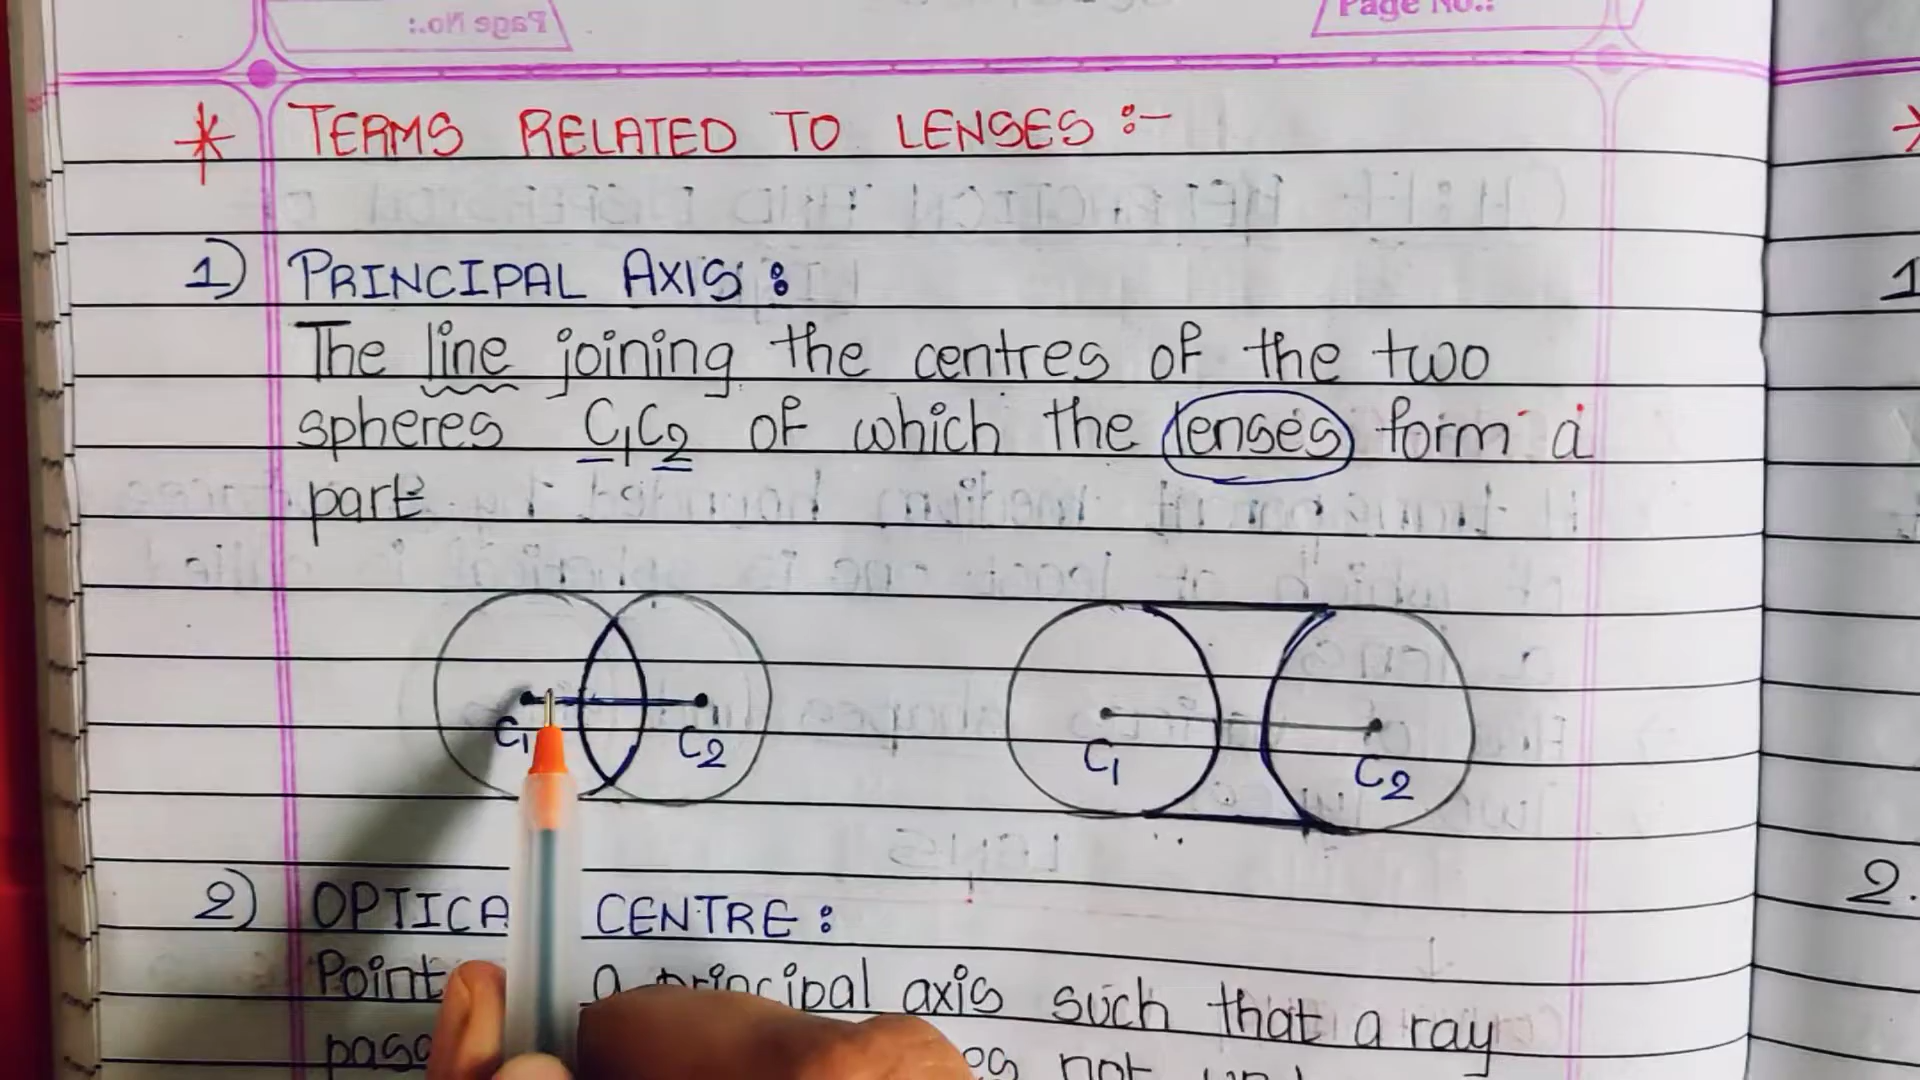 Page No.:
* TERMS RELATED TO LENSES :-
1) PRINCIPAL AXIS :
The line joining the centres of the two
spheres C1C2 of which the lenses form a
part
C1 C2 C1 C2
2) OPTICA CENTRE :
Point a principal axis such that a ray
not
1
2.